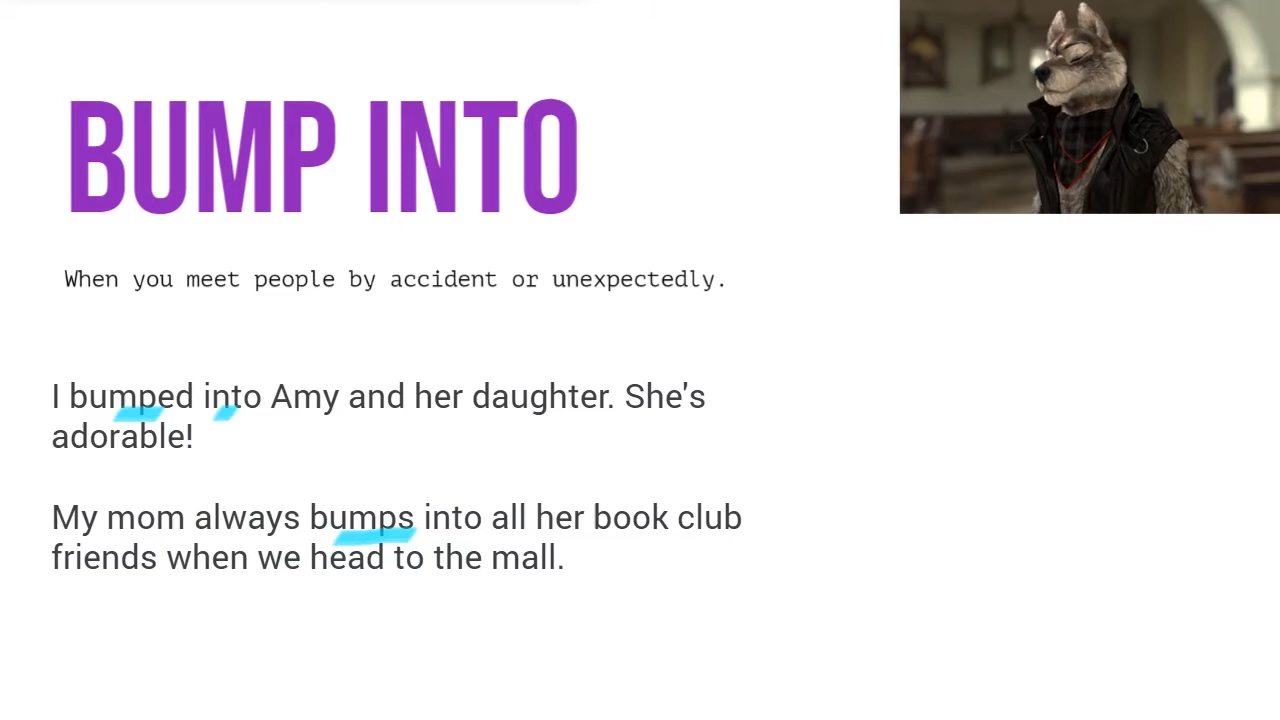 BUMP INTO
When you meet people by accident or unexpectedly.
I bumped into Amy and her daughter. She's
adorable!
My mom always bumps into all her book club
friends when we head to the mall.